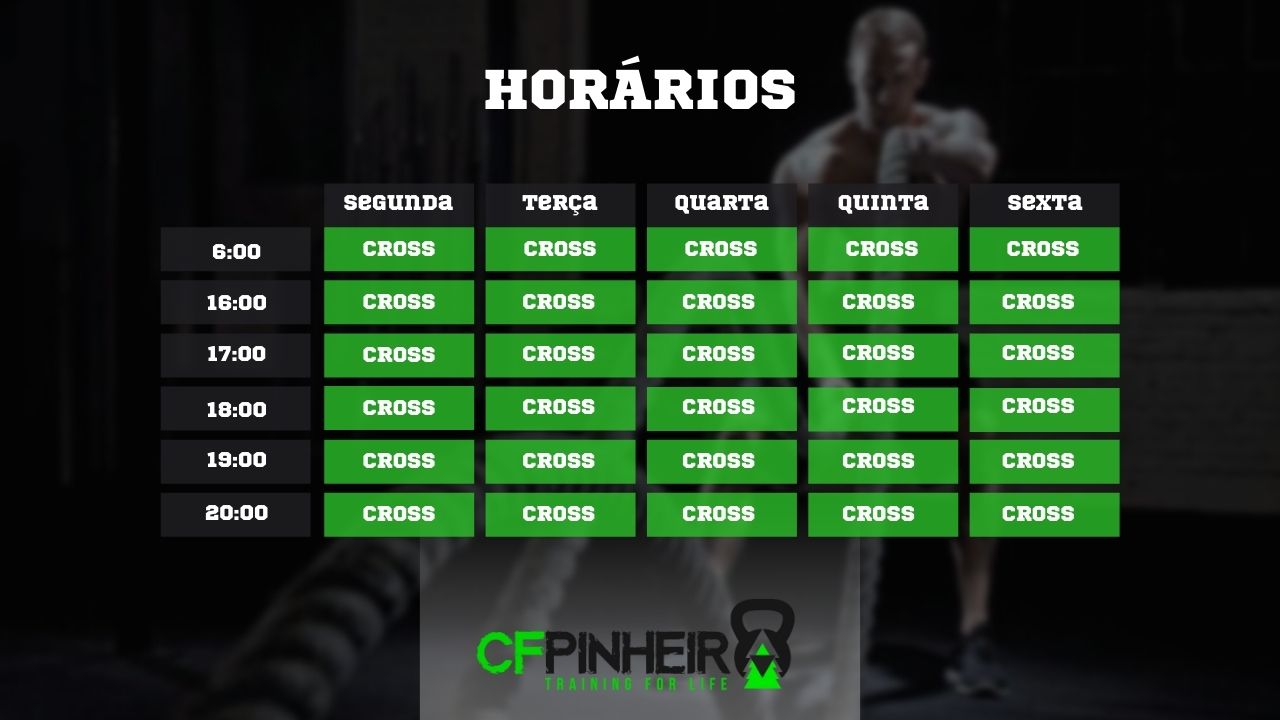 HORÁRIOS
SEGUNDA TERÇA QUARTA QUINTA SEXTA
6:00 CROSS CROSS CROSS CROSS CROSS
16:00 CROSS CROSS CROSS CROSS CROSS
17:00 CROSS CROSS CROSS CROSS CROSS
18:00 CROSS CROSS CROSS CROSS CROSS
19:00 CROSS CROSS CROSS CROSS CROSS
20:00 CROSS CROSS CROSS CROSS CROSS
CFPINHEIRO
TRAINING FOR LIFE